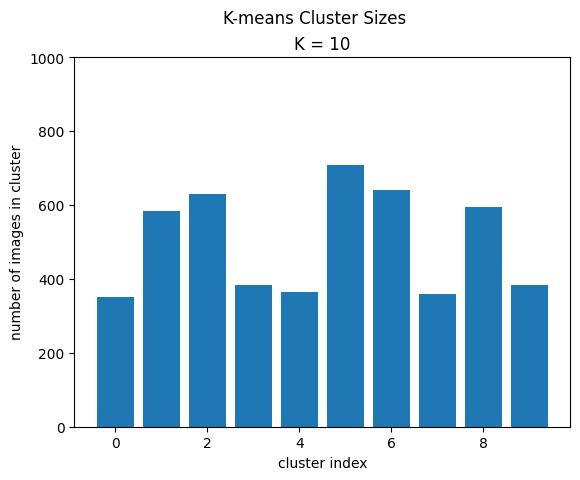 K-means Cluster Sizes
K = 10
1000
800
600
400
200
0
number of images in cluster
0 2 4 6 8
cluster index